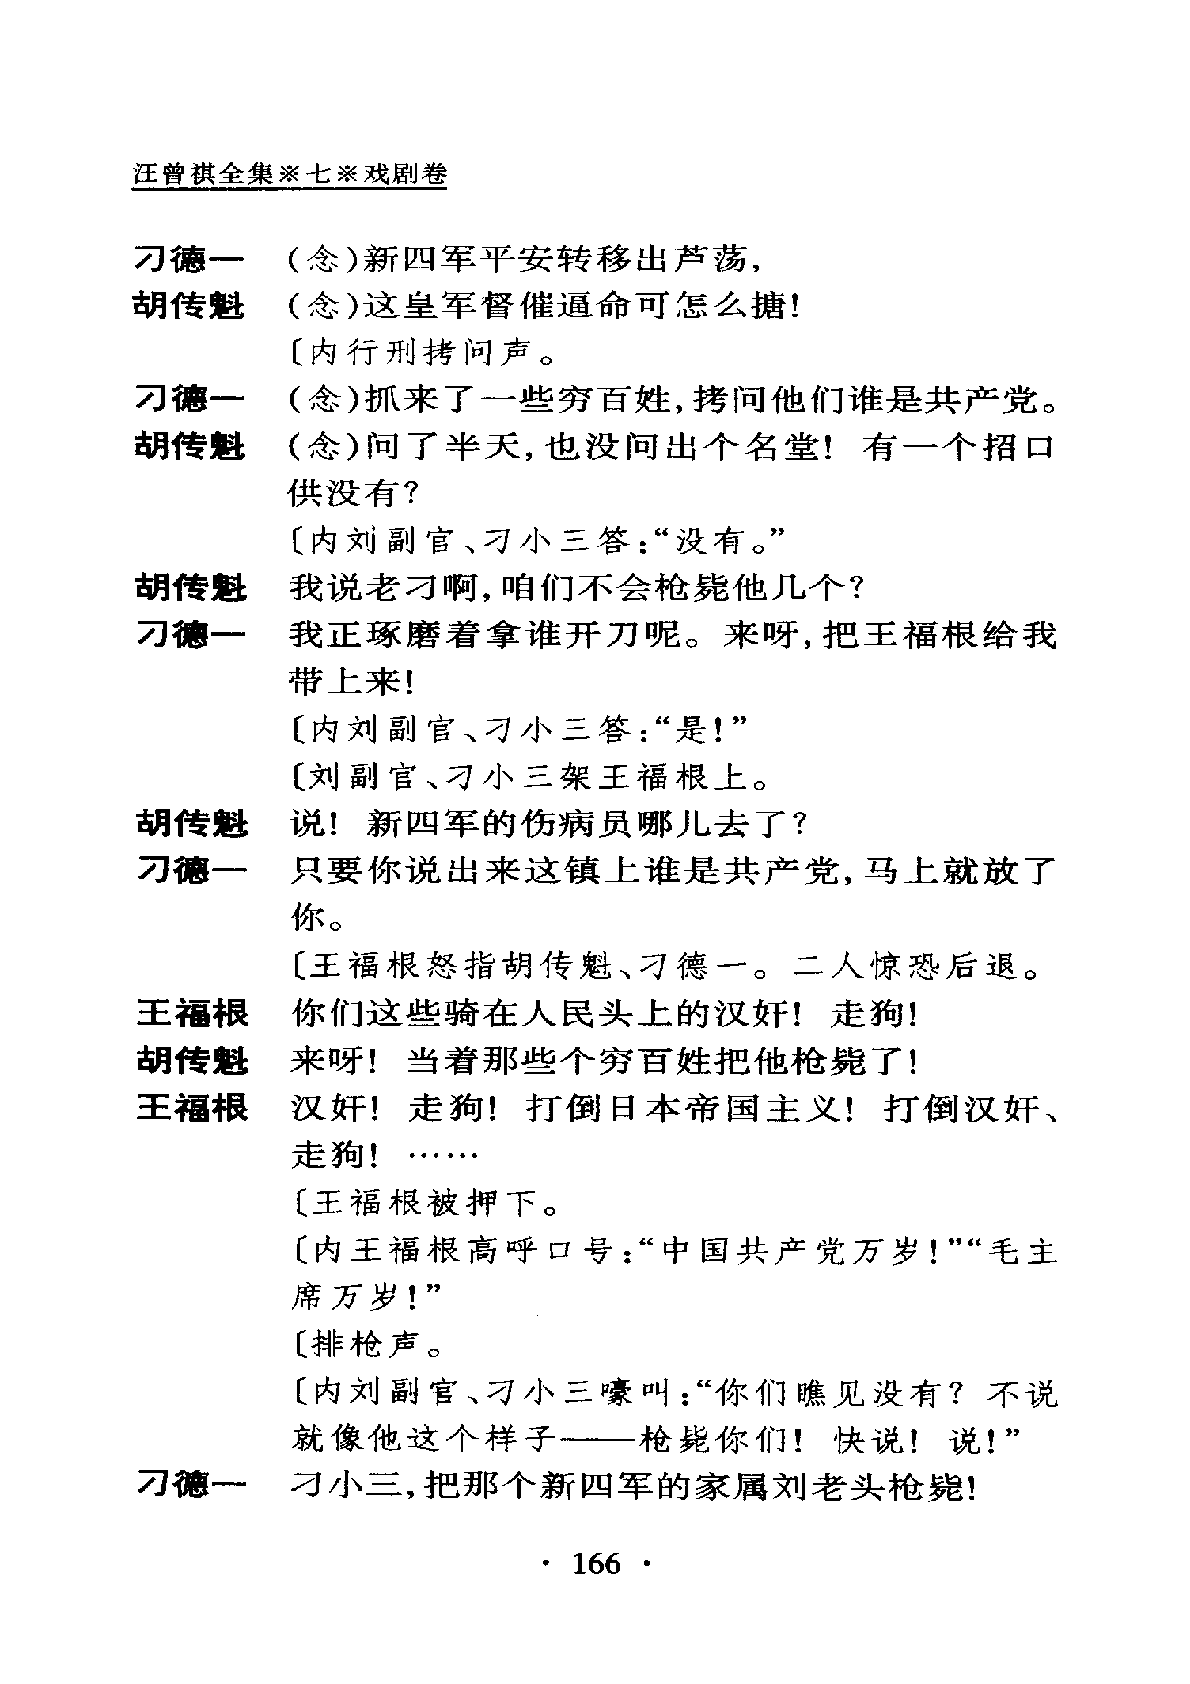 汪曾祺全集※七※戏剧卷
刁德一 (念)新四军平安转移出芦荡,
胡传魁 (念)这皇军督催逼命可怎么搪!
〔内行刑拷问声。
刁德一 (念)抓来了一些穷百姓,拷问他们谁是共产党。
胡传魁 (念)问了半天,也没问出个名堂! 有一个招口
供没有?
〔内刘副官、刁小三答:“没有。”
胡传魁 我说老刁啊,咱们不会枪毙他几个?
刁德一 我正琢磨着拿谁开刀呢。来呀,把王福根给我
带上来!
〔内刘副官、刁小三答:“是!”
〔刘副官、刁小三架王福根上。
胡传魁 说! 新四军的伤病员哪儿去了?
刁德一 只要你说出来这镇上谁是共产党,马上就放了
你。
〔王福根怒指胡传魁、刁德一。二人惊恐后退。
王福根 你们这些骑在人民头上的汉奸! 走狗!
胡传魁 来呀! 当着那些个穷百姓把他枪毙了!
王福根 汉奸! 走狗! 打倒日本帝国主义! 打倒汉奸、
走狗! ……
〔王福根被押下。
〔内王福根高呼口号:“中国共产党万岁!”“毛主
席万岁!”
〔排枪声。
〔内刘副官、刁小三嚎叫:“你们瞧见没有? 不说
就像他这个样子——枪毙你们! 快说! 说!”
刁德一 刁小三,把那个新四军的家属刘老头枪毙!
· 166 ·